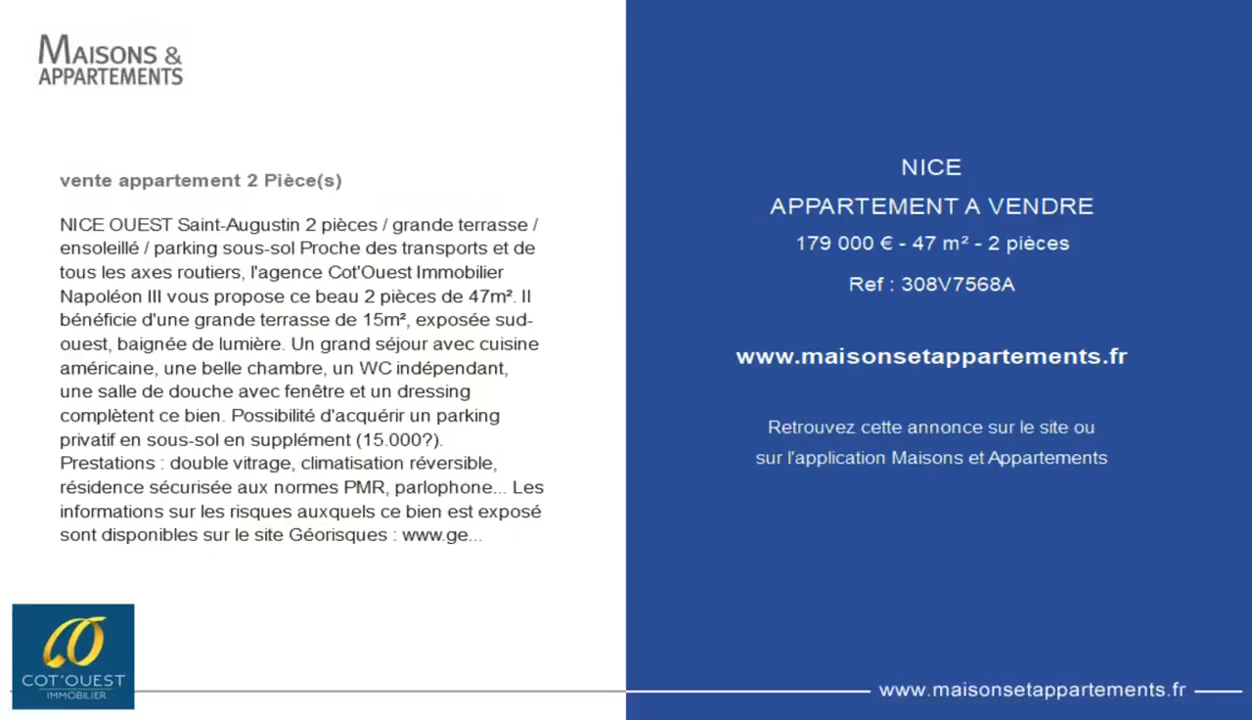 MAISONS &
APPARTEMENTS
vente appartement 2 Pièce(s)
NICE OUEST Saint-Augustin 2 pièces / grande terrasse /
ensoleillé / parking sous-sol Proche des transports et de
tous les axes routiers, l'agence Cot'Ouest Immobilier
Napoléon III vous propose ce beau 2 pièces de 47m². Il
bénéficie d'une grande terrasse de 15m², exposée sud-
ouest, baignée de lumière. Un grand séjour avec cuisine
américaine, une belle chambre, un WC indépendant,
une salle de douche avec fenêtre et un dressing
complètent ce bien. Possibilité d'acquérir un parking
privatif en sous-sol en supplément (15.000?).
Prestations : double vitrage, climatisation réversible,
résidence sécurisée aux normes PMR, parlophone... Les
informations sur les risques auxquels ce bien est exposé
sont disponibles sur le site Géorisques : www.ge...
COT'OUEST
IMMOBILIER
NICE
APPARTEMENT A VENDRE
179 000 € - 47 m² - 2 pièces
Ref : 308V7568A
www.maisonsetappartements.fr
Retrouvez cette annonce sur le site ou
sur l'application Maisons et Appartements
www.maisonsetappartements.fr